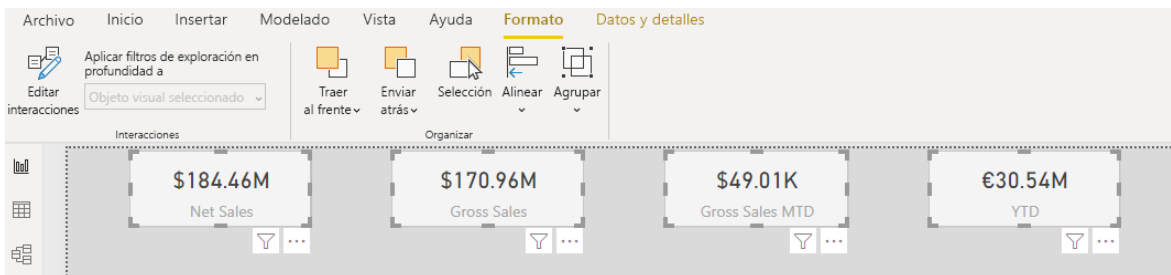 Archivo Inicio Insertar Modelado Vista Ayuda Formato Datos y detalles
Editar interacciones
Aplicar filtros de exploración en
profundidad a
Objeto visual seleccionado
Interacciones
Traer
al frente
Enviar
atrás
Selección
Alinear
Agrupar
Organizar
$184.46M
Net Sales
$170.96M
Gross Sales
$49.01K
Gross Sales MTD
€30.54M
YTD